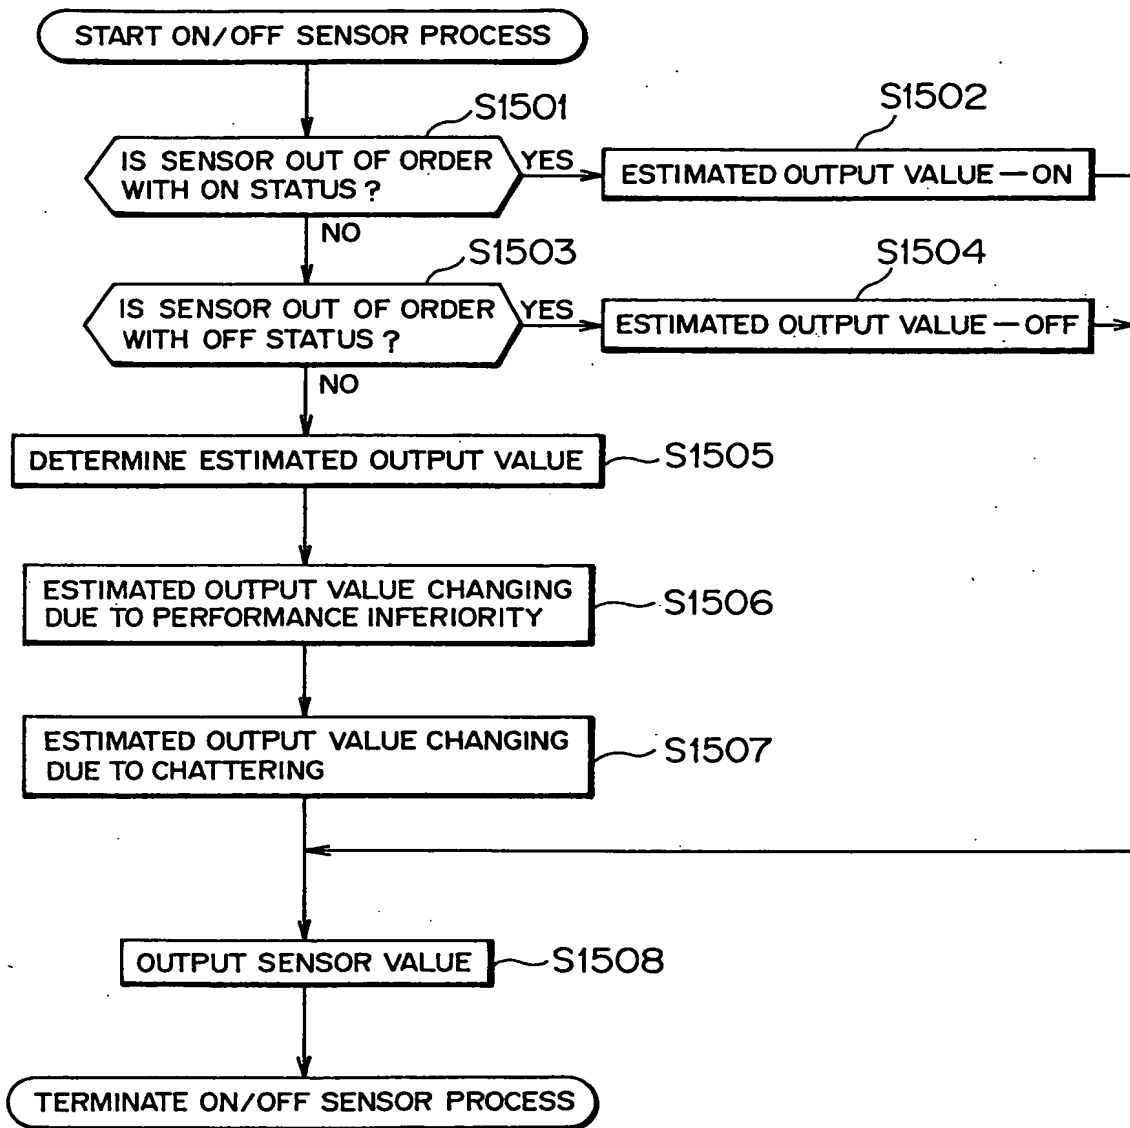 START ON/OFF SENSOR PROCESS
S1501
S1502
IS SENSOR OUT OF ORDER
WITH ON STATUS ?
YES
ESTIMATED OUTPUT VALUE — ON
NO
S1503
S1504
IS SENSOR OUT OF ORDER
WITH OFF STATUS ?
YES
ESTIMATED OUTPUT VALUE — OFF
NO
DETERMINE ESTIMATED OUTPUT VALUE
S1505
ESTIMATED OUTPUT VALUE CHANGING
DUE TO PERFORMANCE INFERIORITY
S1506
ESTIMATED OUTPUT VALUE CHANGING
DUE TO CHATTERING
S1507
OUTPUT SENSOR VALUE
S1508
TERMINATE ON/OFF SENSOR PROCESS